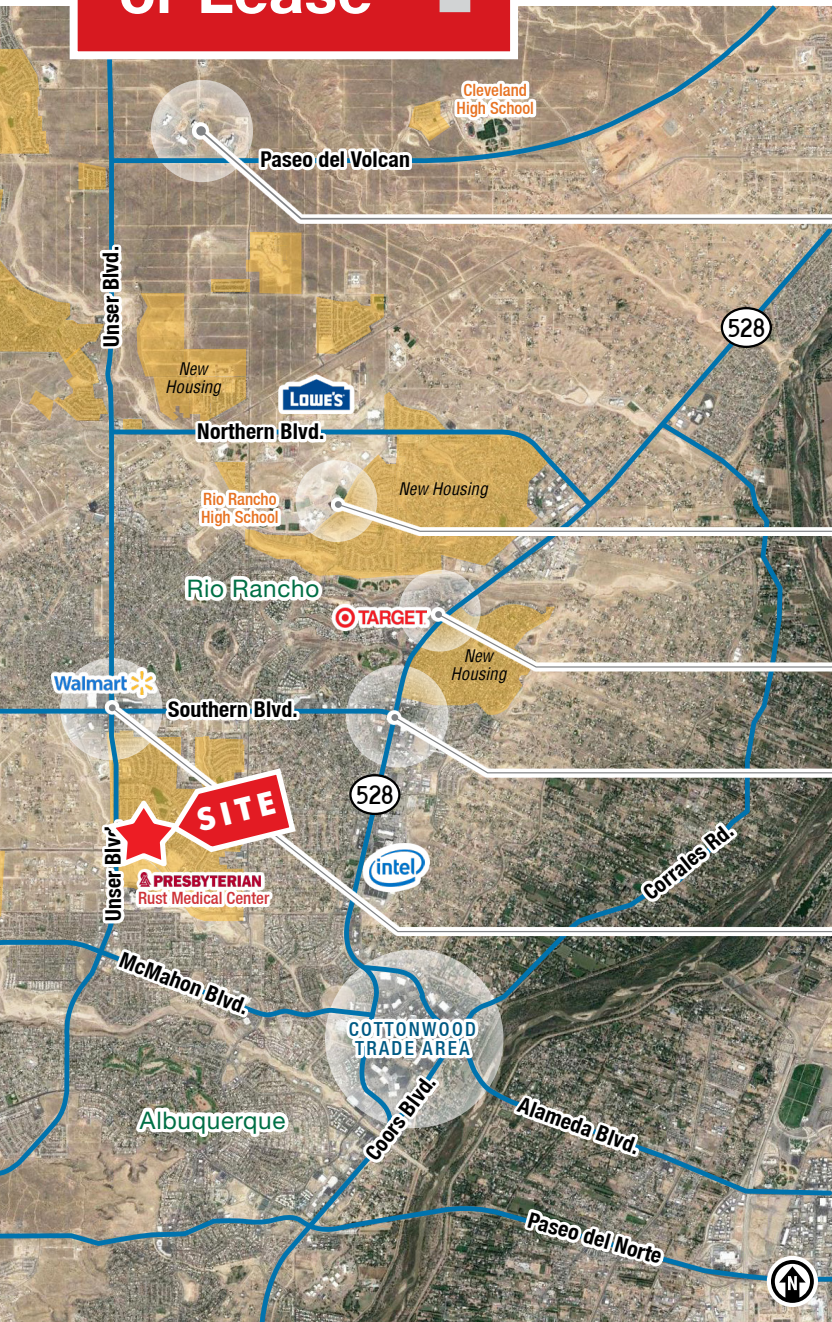 or Lease
Cleveland
High School
Paseo del Volcan
Unser Blvd.
528
New
Housing
LOWE'S
Northern Blvd.
New Housing
Rio Rancho
High School
Rio Rancho
TARGET
New
Housing
Walmart
Southern Blvd.
528
SITE
Unser Blvd
intel
PRESBYTERIAN
Rust Medical Center
Corrales Rd.
McMahon Blvd.
COTTONWOOD
TRADE AREA
Coors Blvd.
Albuquerque
Alameda Blvd.
Paseo del Norte
N